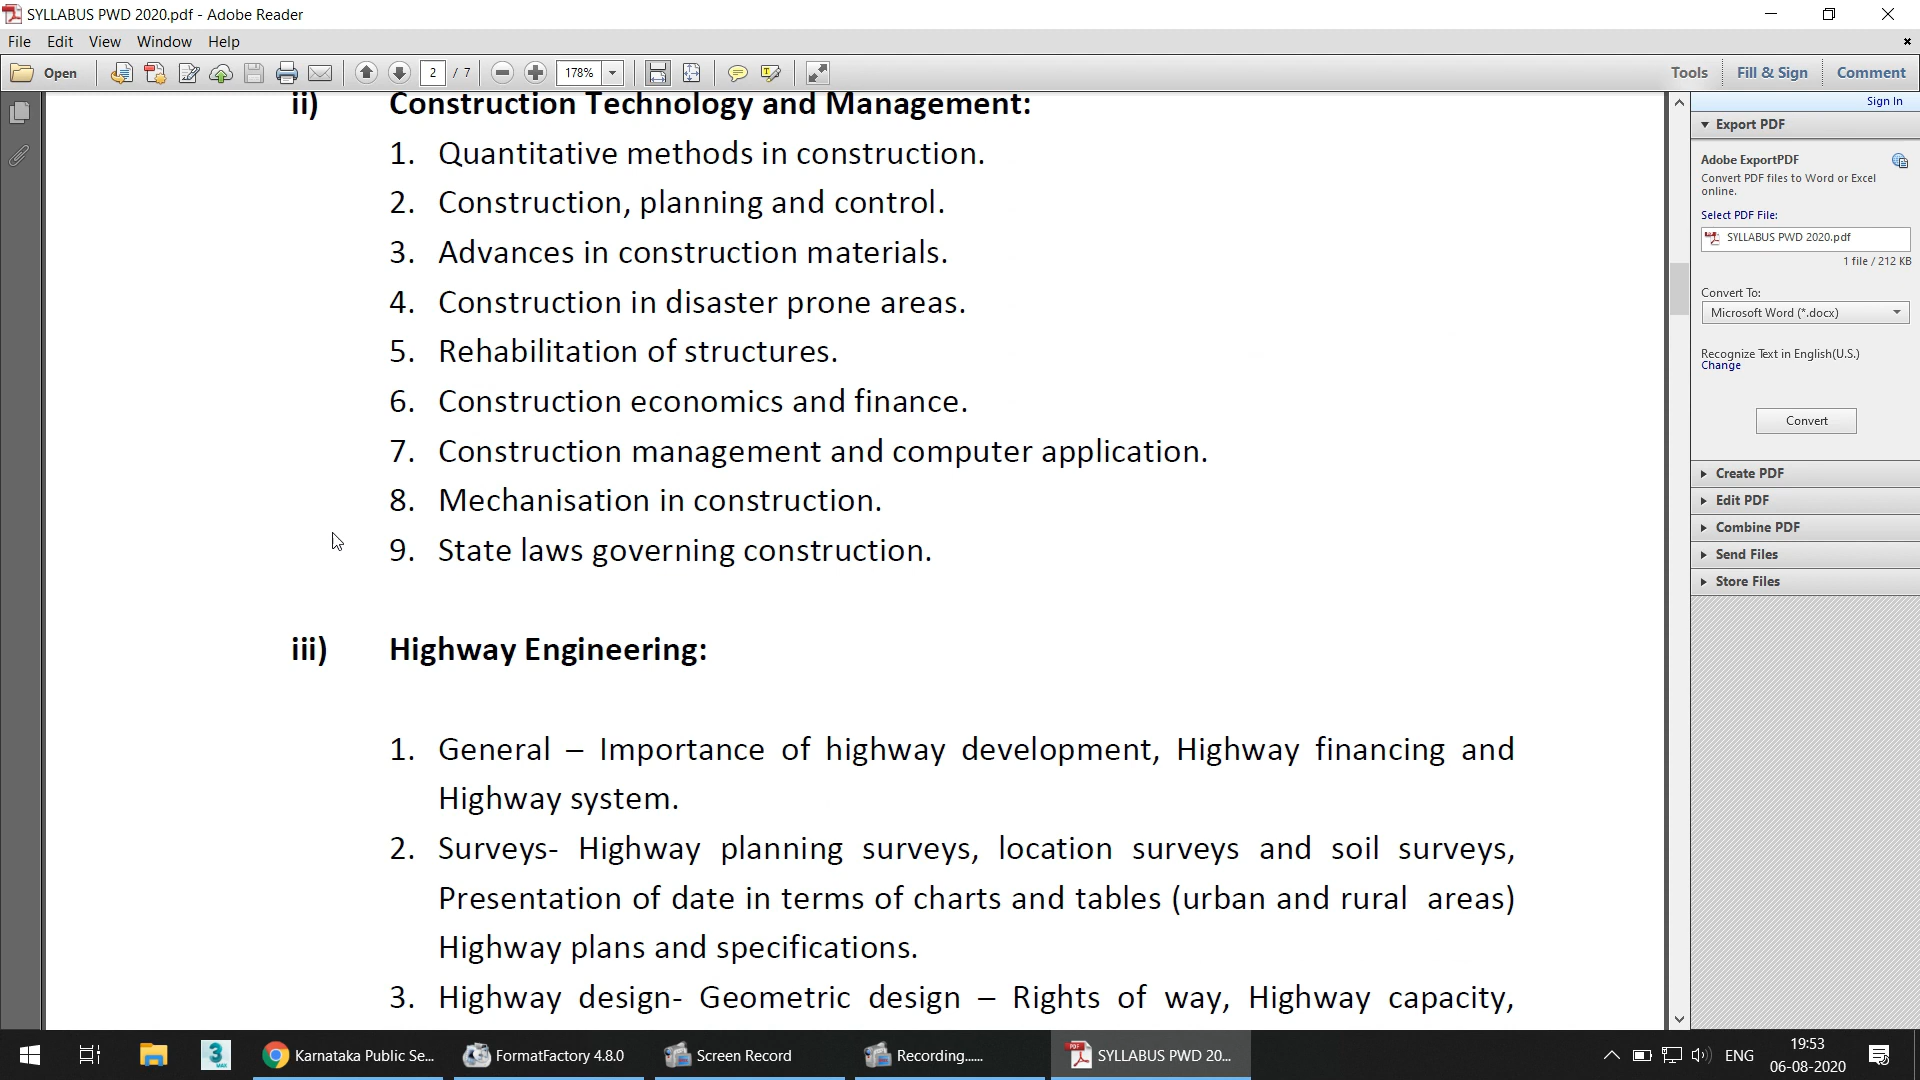 SYLLABUS PWD 2020.pdf - Adobe Reader
File Edit View Window Help
Open 2 / 7 178% Tools Fill & Sign Comment
Sign In
ii) Construction Technology and Management:
1. Quantitative methods in construction.
2. Construction, planning and control.
3. Advances in construction materials.
4. Construction in disaster prone areas.
5. Rehabilitation of structures.
6. Construction economics and finance.
7. Construction management and computer application.
8. Mechanisation in construction.
9. State laws governing construction.
iii) Highway Engineering:
1. General – Importance of highway development, Highway financing and
Highway system.
2. Surveys- Highway planning surveys, location surveys and soil surveys,
Presentation of date in terms of charts and tables (urban and rural areas)
Highway plans and specifications.
3. Highway design- Geometric design – Rights of way, Highway capacity,
Export PDF
Adobe ExportPDF
Convert PDF files to Word or Excel
online.
Select PDF File:
SYLLABUS PWD 2020.pdf
1 file / 212 KB
Convert To:
Microsoft Word (*.docx)
Recognize Text in English(U.S.)
Change
Convert
Create PDF
Edit PDF
Combine PDF
Send Files
Store Files
Karnataka Public Se... FormatFactory 4.8.0 Screen Record Recording...... SYLLABUS PWD 20... ENG
19:53
06-08-2020